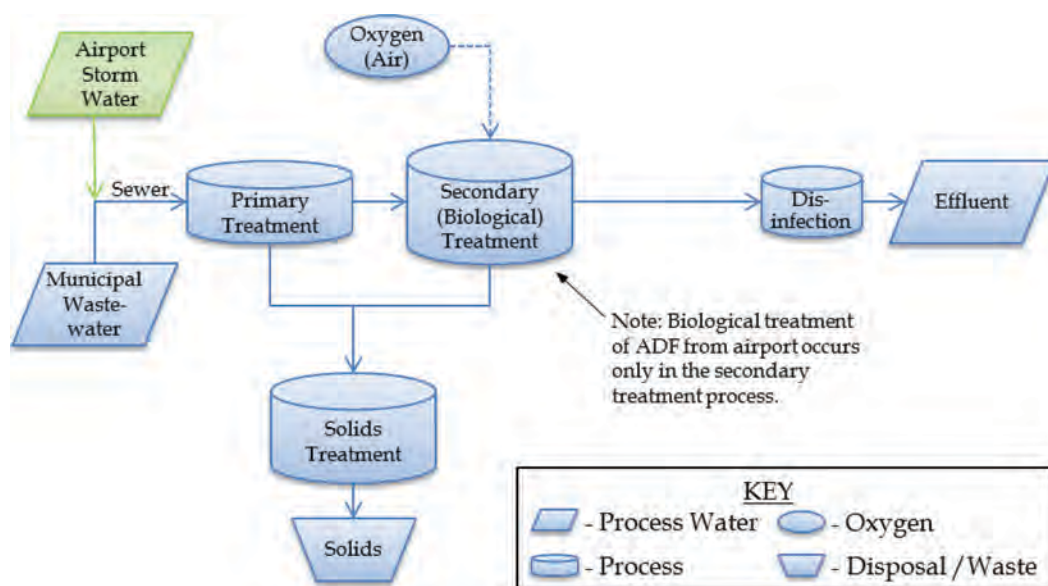 Airport
Storm
Water
Oxygen
(Air)
Sewer
Primary
Treatment
Secondary
(Biological)
Treatment
Dis-
infection
Effluent
Municipal
Waste-
water
Note: Biological treatment
of ADF from airport occurs
only in the secondary
treatment process.
Solids
Treatment
Solids
KEY
- Process Water
- Oxygen
- Process
- Disposal /Waste